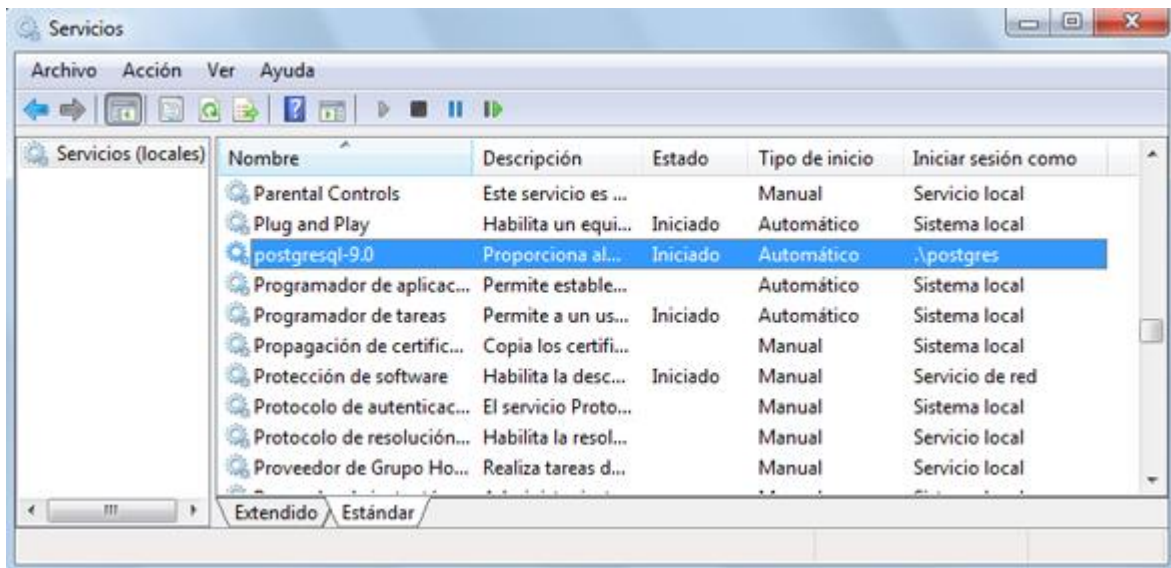 Servicios
Archivo Acción Ver Ayuda
Servicios (locales)
Nombre Descripción Estado Tipo de inicio Iniciar sesión como
Parental Controls Este servicio es ... Manual Servicio local
Plug and Play Habilita un equi... Iniciado Automático Sistema local
postgresql-9.0 Proporciona al... Iniciado Automático .\postgres
Programador de aplicac... Permite estable... Automático Sistema local
Programador de tareas Permite a un us... Iniciado Automático Sistema local
Propagación de certific... Copia los certifi... Manual Sistema local
Protección de software Habilita la desc... Iniciado Manual Servicio de red
Protocolo de autenticac... El servicio Proto... Manual Sistema local
Protocolo de resolución... Habilita la resol... Manual Servicio local
Proveedor de Grupo Ho... Realiza tareas d... Manual Servicio local
Extendido Estándar